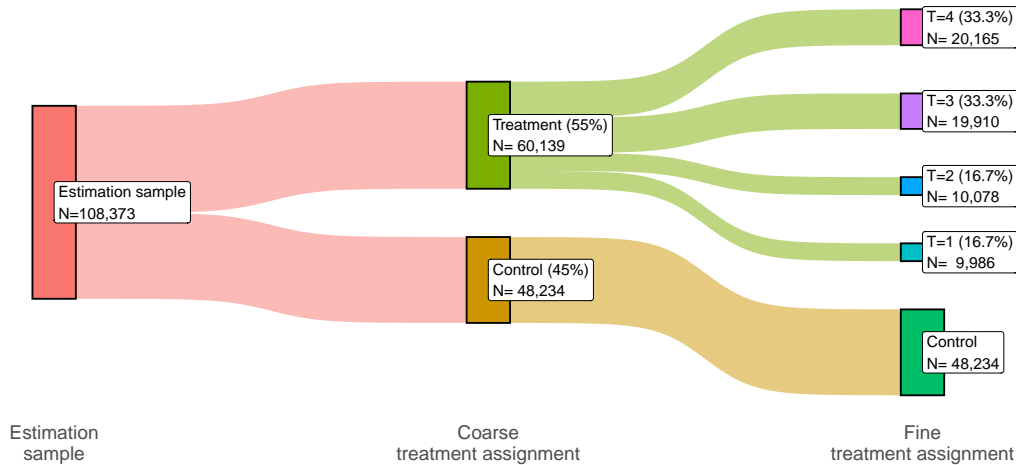 T=4 (33.3%)
N= 20,165
T=3 (33.3%)
N= 19,910
Treatment (55%)
N= 60,139
T=2 (16.7%)
N= 10,078
Estimation sample
N=108,373
T=1 (16.7%)
N=  9,986
Control (45%)
N= 48,234
Control
N= 48,234
Estimation
sample
Coarse
treatment assignment
Fine
treatment assignment